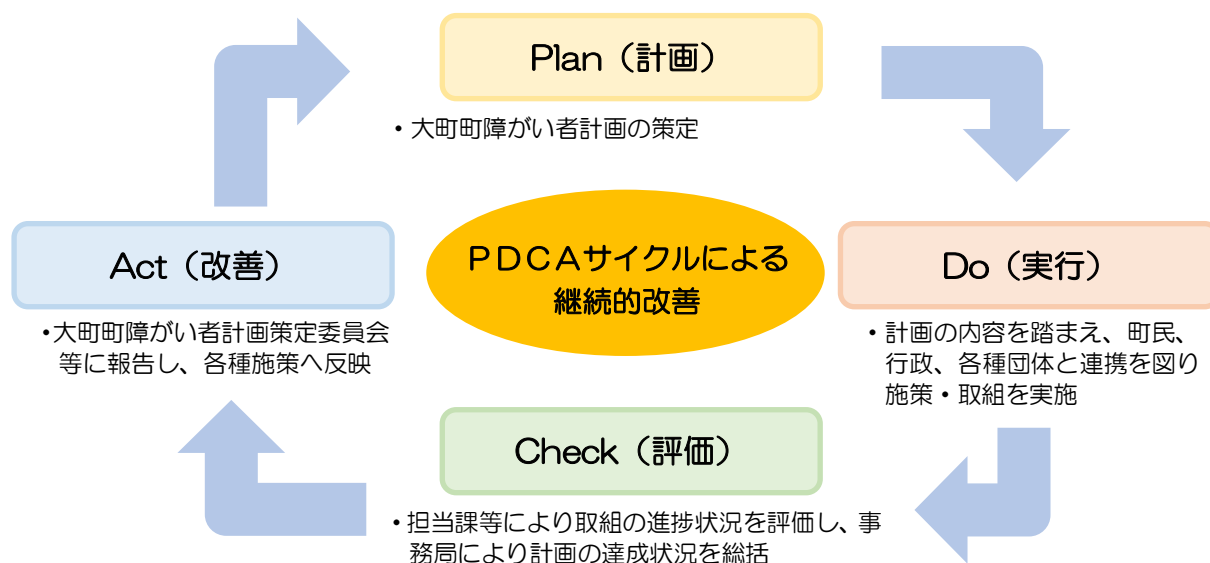 Plan（計画）
・大町町障がい者計画の策定
Act（改善）
・大町町障がい者計画策定委員会
等に報告し、各種施策へ反映
PDCAサイクルによる
継続的改善
Do（実行）
・計画の内容を踏まえ、町民、
行政、各種団体と連携を図り
施策・取組を実施
Check（評価）
・担当課等により取組の進捗状況を評価し、事
務局により計画の達成状況を総括